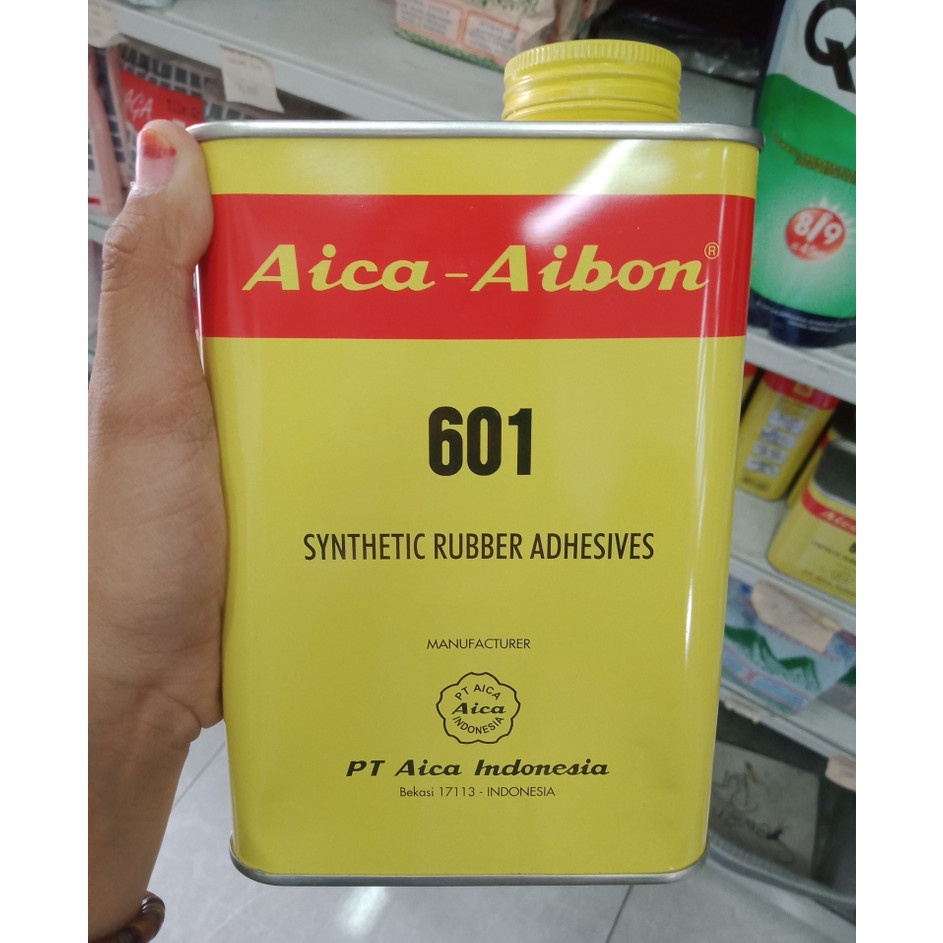 Aica-Aibon®
601
SYNTHETIC RUBBER ADHESIVES
MANUFACTURER
PT AICA
Aica
INDONESIA
PT Aica Indonesia
Bekasi 17113 - INDONESIA
8/9
Aica